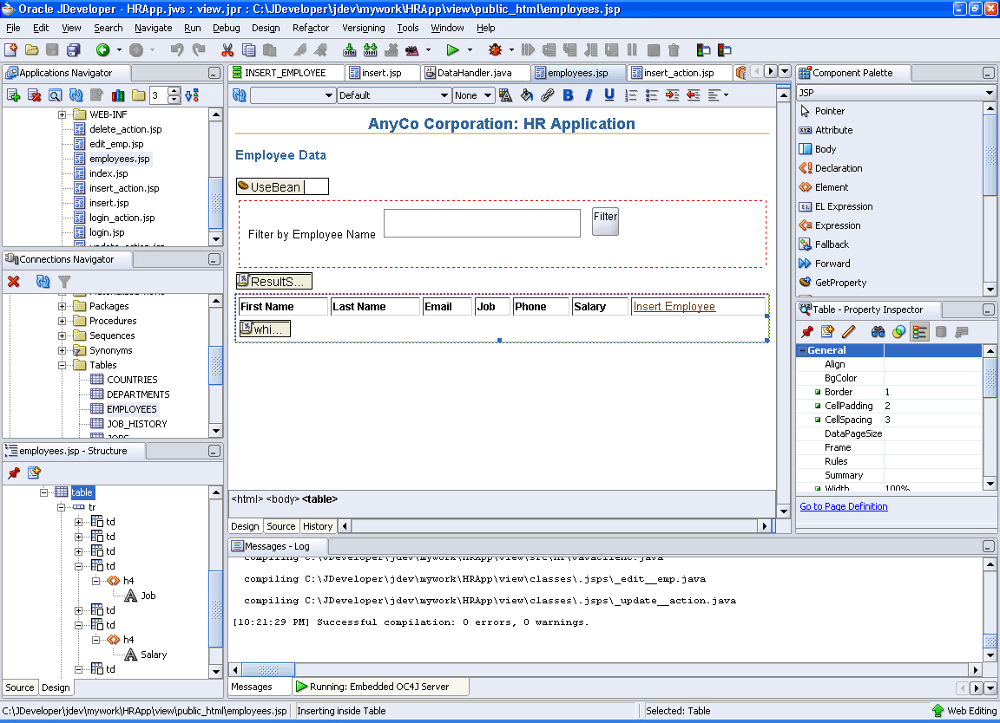 Oracle JDeveloper - HRApp.jws : view.jpr : C:\JDeveloper\jdev\mywork\HRApp\view\public_html\employees.jsp
File Edit View Search Navigate Run Debug Design Refactor Versioning Tools Window Help
Applications Navigator
3
WEB-INF
delete_action.jsp
edit_emp.jsp
employees.jsp
index.jsp
insert_action.jsp
insert.jsp
login_action.jsp
login.jsp
Connections Navigator
Packages
Procedures
Sequences
Synonyms
Tables
COUNTRIES
DEPARTMENTS
EMPLOYEES
JOB_HISTORY
JOBS
employees.jsp - Structure
table
tr
td
td
td
td
h4
Job
td
td
h4
Salary
td
Source Design
INSERT_EMPLOYEE insert.jsp DataHandler.java employees.jsp insert_action.jsp
Default None B I U
AnyCo Corporation: HR Application
Employee Data
UseBean
Filter by Employee Name Filter
ResultS...
First Name Last Name Email Job Phone Salary Insert Employee
whi...
<html> <body> <table>
Design Source History
Messages - Log
compiling C:\JDeveloper\jdev\mywork\HRApp\view\classes\.jsps\_edit__emp.java
compiling C:\JDeveloper\jdev\mywork\HRApp\view\classes\.jsps\_update__action.java
[10:21:29 PM] Successful compilation: 0 errors, 0 warnings.
Messages Running: Embedded OC4J Server
Component Palette
JSP
Pointer
Attribute
Body
Declaration
Element
EL Expression
Expression
Fallback
Forward
GetProperty
Table - Property Inspector
General
Align
BgColor
Border 1
CellPadding 2
CellSpacing 3
DataPageSize
Frame
Rules
Summary
Width 100%
Go to Page Definition
C:\JDeveloper\jdev\mywork\HRApp\view\public_html\employees.jsp Inserting inside Table Selected: Table Web Editing